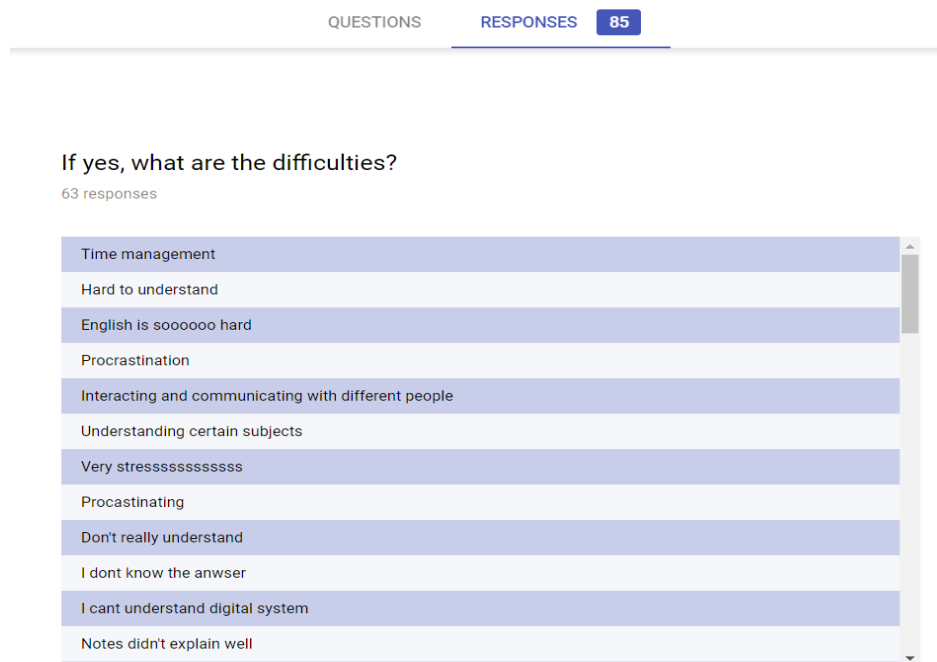 QUESTIONS RESPONSES 85
If yes, what are the difficulties?
63 responses
Time management
Hard to understand
English is soooooo hard
Procrastination
Interacting and communicating with different people
Understanding certain subjects
Very stresssssssssssss
Procastinating
Don't really understand
I dont know the anwser
I cant understand digital system
Notes didn't explain well